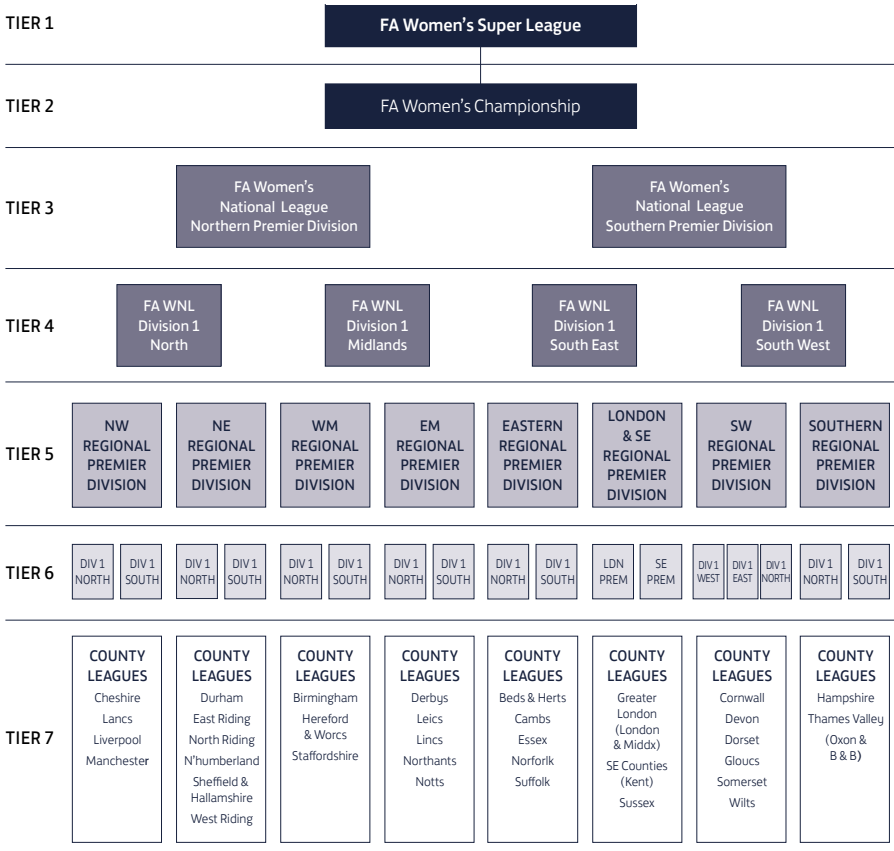 TIER 1
FA Women's Super League
TIER 2
FA Women's Championship
TIER 3
FA Women's
National League
Northern Premier Division
FA Women's
National League
Southern Premier Division
TIER 4
FA WNL
Division 1
North
FA WNL
Division 1
Midlands
FA WNL
Division 1
South East
FA WNL
Division 1
South West
TIER 5
NW
REGIONAL
PREMIER
DIVISION
NE
REGIONAL
PREMIER
DIVISION
WM
REGIONAL
PREMIER
DIVISION
EM
REGIONAL
PREMIER
DIVISION
EASTERN
REGIONAL
PREMIER
DIVISION
LONDON
& SE
REGIONAL
PREMIER
DIVISION
SW
REGIONAL
PREMIER
DIVISION
SOUTHERN
REGIONAL
PREMIER
DIVISION
TIER 6
DIV 1
NORTH
DIV 1
SOUTH
DIV 1
NORTH
DIV 1
SOUTH
DIV 1
NORTH
DIV 1
SOUTH
DIV 1
NORTH
DIV 1
SOUTH
DIV 1
NORTH
DIV 1
SOUTH
LDN
PREM
SE
PREM
DIV 1
WEST
DIV 1
EAST
DIV 1
NORTH
DIV 1
NORTH
DIV 1
SOUTH
TIER 7
COUNTY
LEAGUES
Cheshire
Lancs
Liverpool
Manchester
COUNTY
LEAGUES
Durham
East Riding
North Riding
N'humberland
Sheffield &
Hallamshire
West Riding
COUNTY
LEAGUES
Birmingham
Hereford
& Worcs
Staffordshire
COUNTY
LEAGUES
Derbys
Leics
Lincs
Northants
Notts
COUNTY
LEAGUES
Beds & Herts
Cambs
Essex
Norforlk
Suffolk
COUNTY
LEAGUES
Greater
London
(London
& Middx)
SE Counties
(Kent)
Sussex
COUNTY
LEAGUES
Cornwall
Devon
Dorset
Gloucs
Somerset
Wilts
COUNTY
LEAGUES
Hampshire
Thames Valley
(Oxon &
B & B)